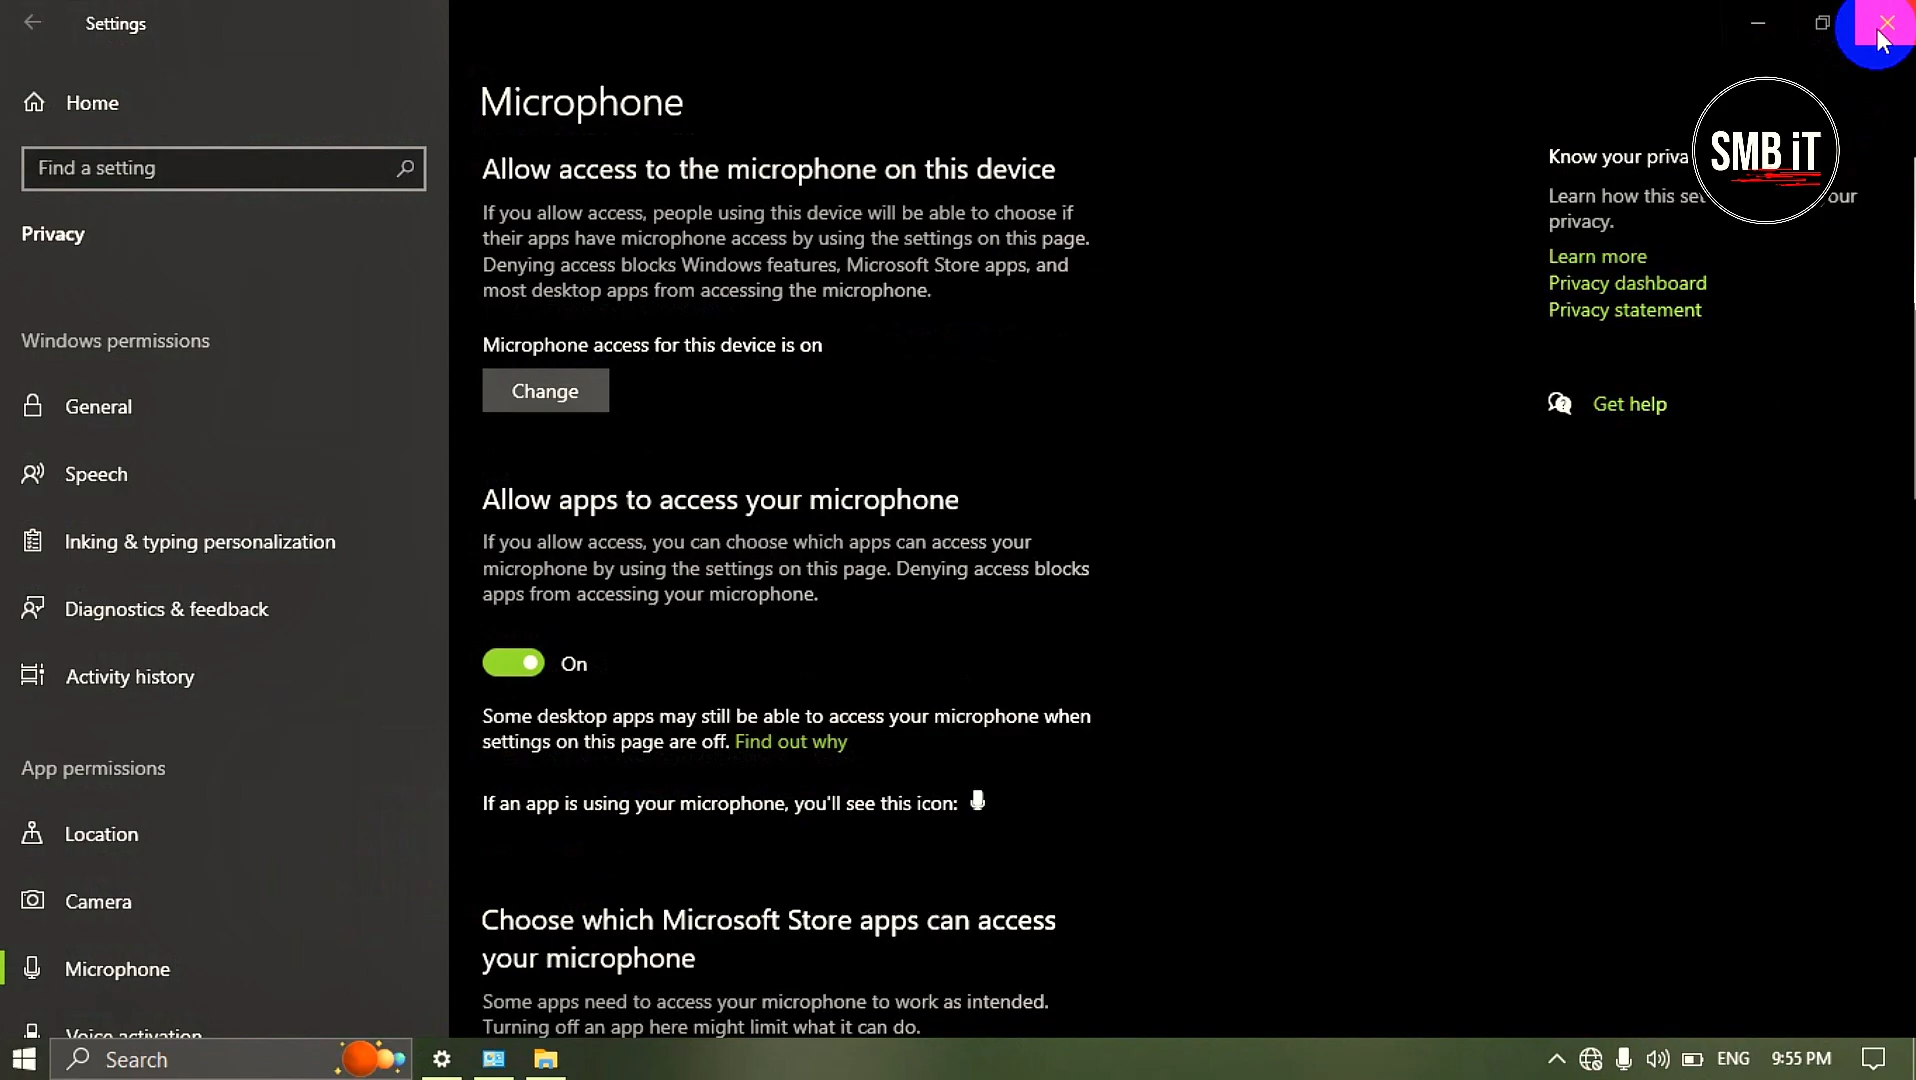 Settings
Home
Find a setting
Privacy
Windows permissions
General
Speech
Inking & typing personalization
Diagnostics & feedback
Activity history
App permissions
Location
Camera
Microphone
Voice activation
Microphone
Allow access to the microphone on this device
If you allow access, people using this device will be able to choose if
their apps have microphone access by using the settings on this page.
Denying access blocks Windows features, Microsoft Store apps, and
most desktop apps from accessing the microphone.
Microphone access for this device is on
Change
Allow apps to access your microphone
If you allow access, you can choose which apps can access your
microphone by using the settings on this page. Denying access blocks
apps from accessing your microphone.
On
Some desktop apps may still be able to access your microphone when
settings on this page are off. Find out why
If an app is using your microphone, you'll see this icon:
Choose which Microsoft Store apps can access
your microphone
Some apps need to access your microphone to work as intended.
Turning off an app here might limit what it can do.
SMB iT
Know your priva
Learn how this set our
privacy.
Learn more
Privacy dashboard
Privacy statement
Get help
Search
ENG
9:55 PM